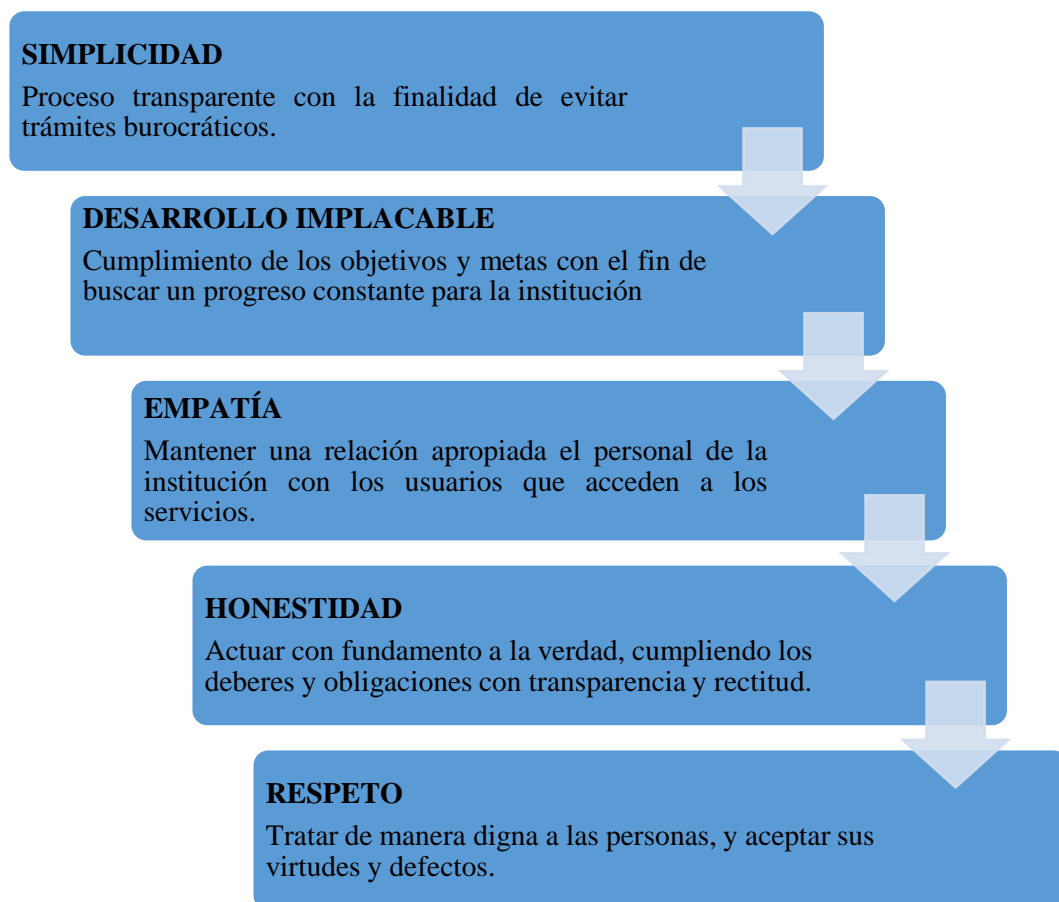 SIMPLICIDAD
Proceso transparente con la finalidad de evitar
trámites burocráticos.
DESARROLLO IMPLACABLE
Cumplimiento de los objetivos y metas con el fin de
buscar un progreso constante para la institución
EMPATÍA
Mantener una relación apropiada el personal de la
institución con los usuarios que acceden a los
servicios.
HONESTIDAD
Actuar con fundamento a la verdad, cumpliendo los
deberes y obligaciones con transparencia y rectitud.
RESPETO
Tratar de manera digna a las personas, y aceptar sus
virtudes y defectos.